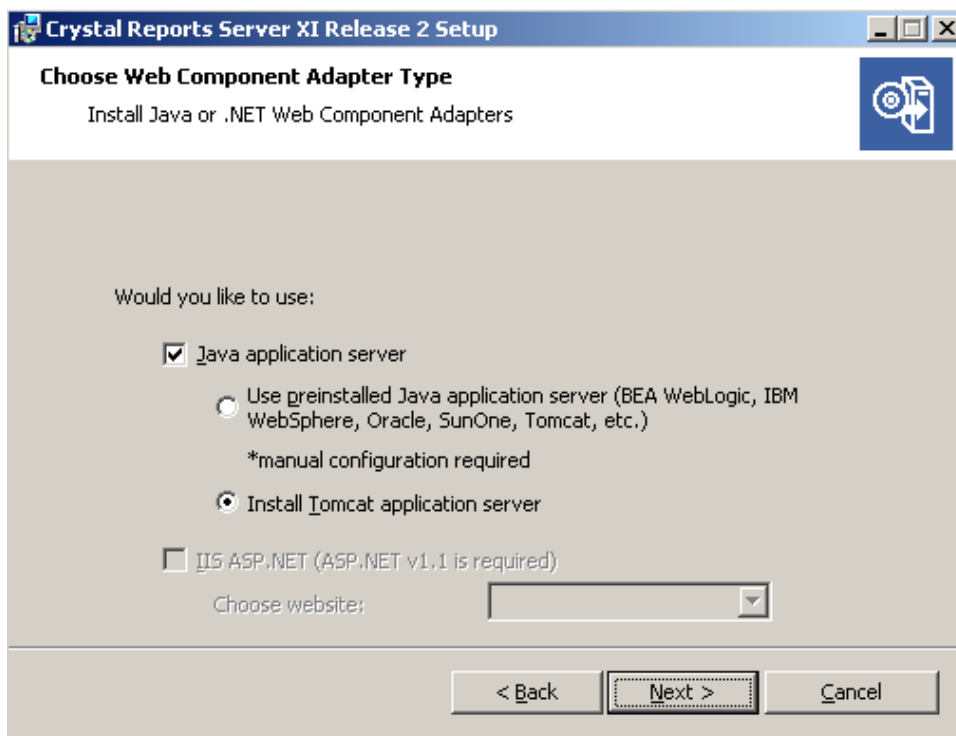 Crystal Reports Server XI Release 2 Setup
Choose Web Component Adapter Type
Install Java or .NET Web Component Adapters
Would you like to use:
Java application server
Use preinstalled Java application server (BEA WebLogic, IBM
WebSphere, Oracle, SunOne, Tomcat, etc.)
*manual configuration required
Install Tomcat application server
IIS ASP.NET (ASP.NET v1.1 is required)
Choose website:
< Back Next > Cancel